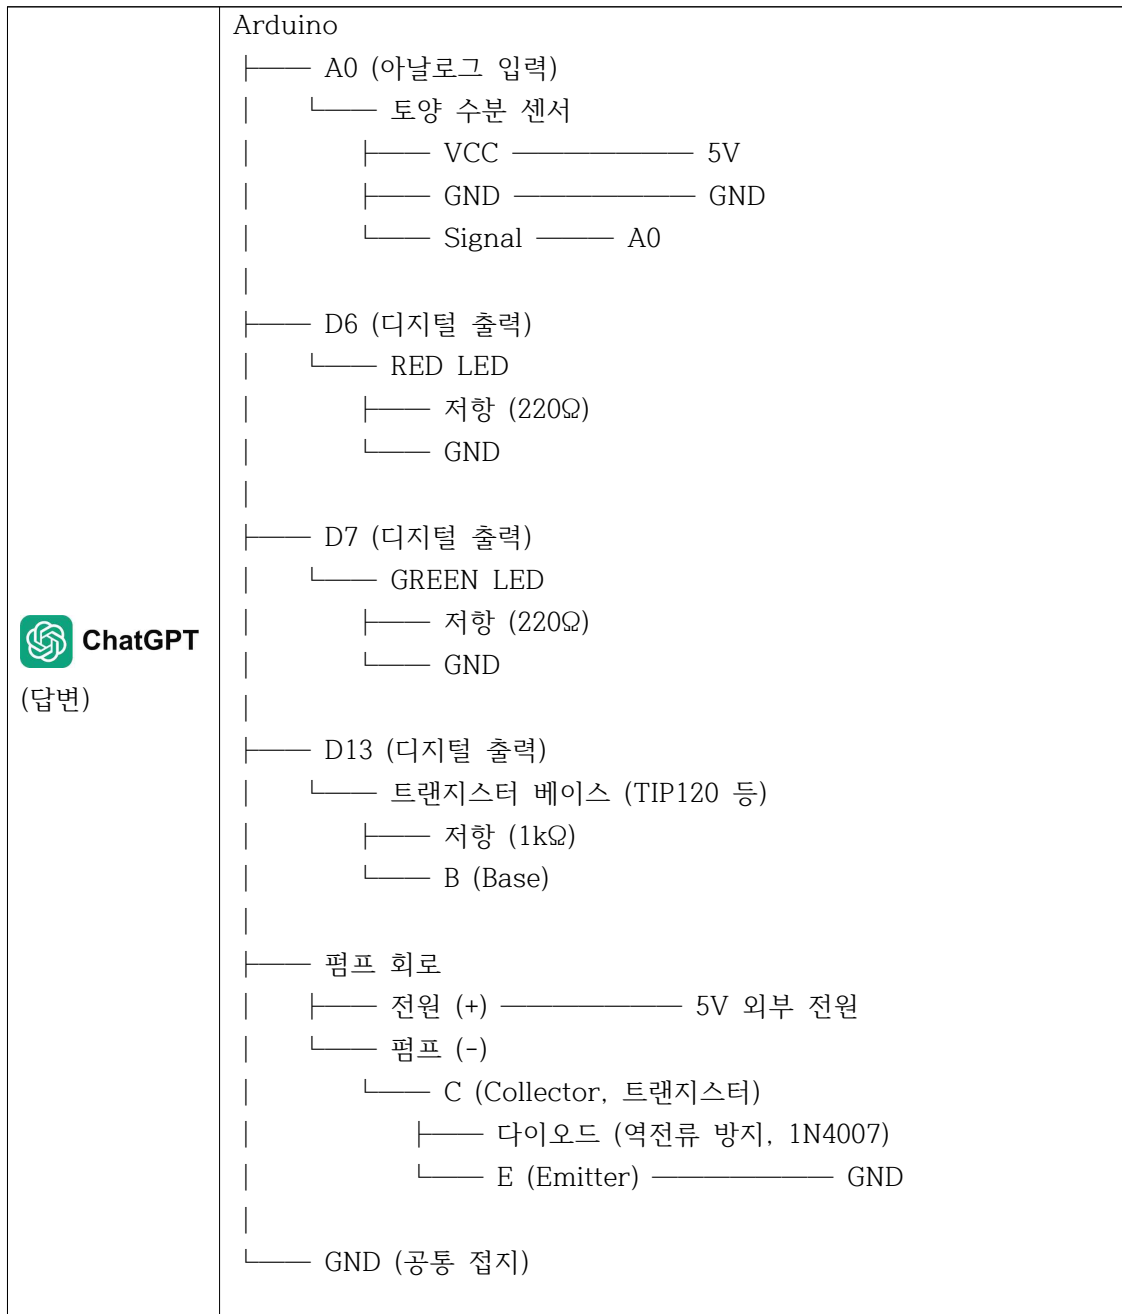 ChatGPT
(답변)
Arduino
├── A0 (아날로그 입력)
│   └── 토양 수분 센서
│       ├── VCC ─────── 5V
│       ├── GND ─────── GND
│       └── Signal ─── A0
│
├── D6 (디지털 출력)
│   └── RED LED
│       ├── 저항 (220Ω)
│       └── GND
│
├── D7 (디지털 출력)
│   └── GREEN LED
│       ├── 저항 (220Ω)
│       └── GND
│
├── D13 (디지털 출력)
│   └── 트랜지스터 베이스 (TIP120 등)
│       ├── 저항 (1kΩ)
│       └── B (Base)
│
├── 펌프 회로
│   ├── 전원 (+) ─────── 5V 외부 전원
│   └── 펌프 (-)
│       └── C (Collector, 트랜지스터)
│           ├── 다이오드 (역전류 방지, 1N4007)
│           └── E (Emitter) ─────── GND
│
└── GND (공통 접지)